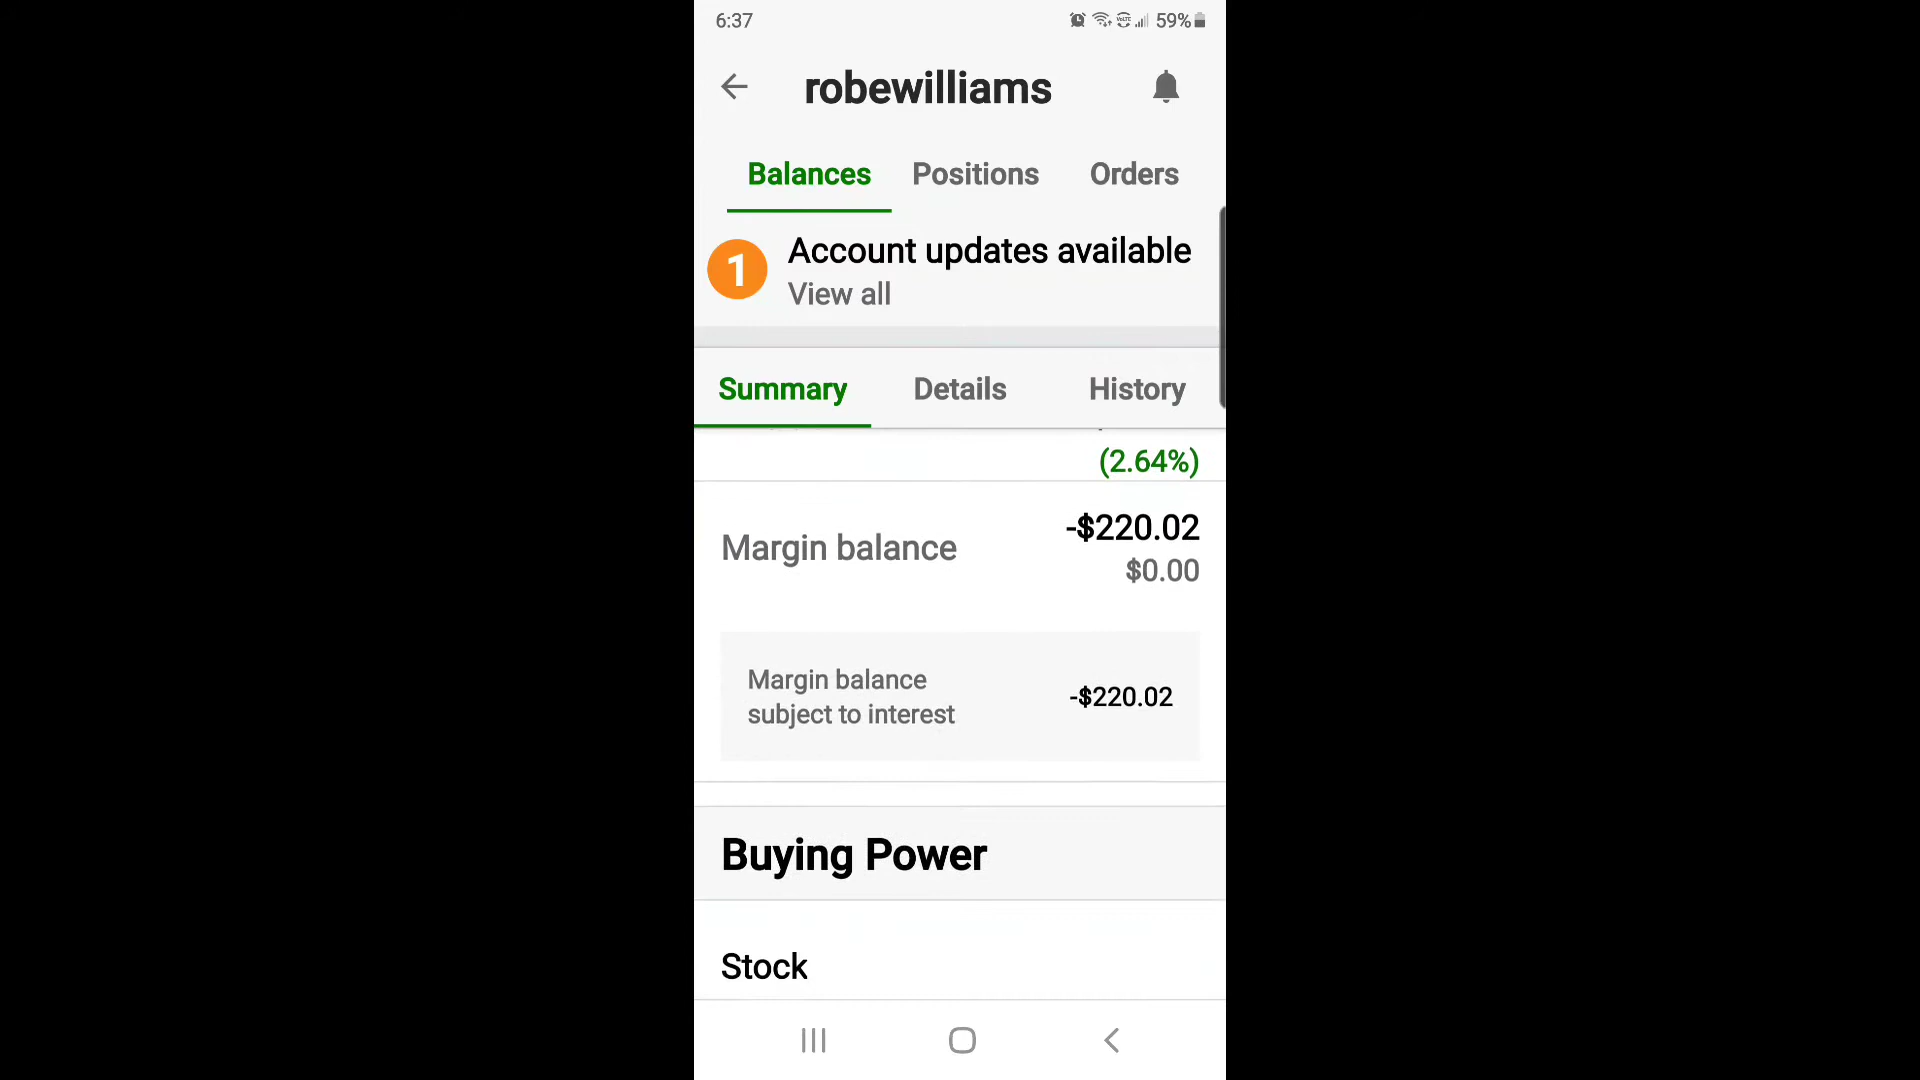 6:37
59%
robewilliams
Balances Positions Orders
1
Account updates available
View all
Summary Details History
(2.64%)
Margin balance
-$220.02
$0.00
Margin balance
subject to interest
-$220.02
Buying Power
Stock